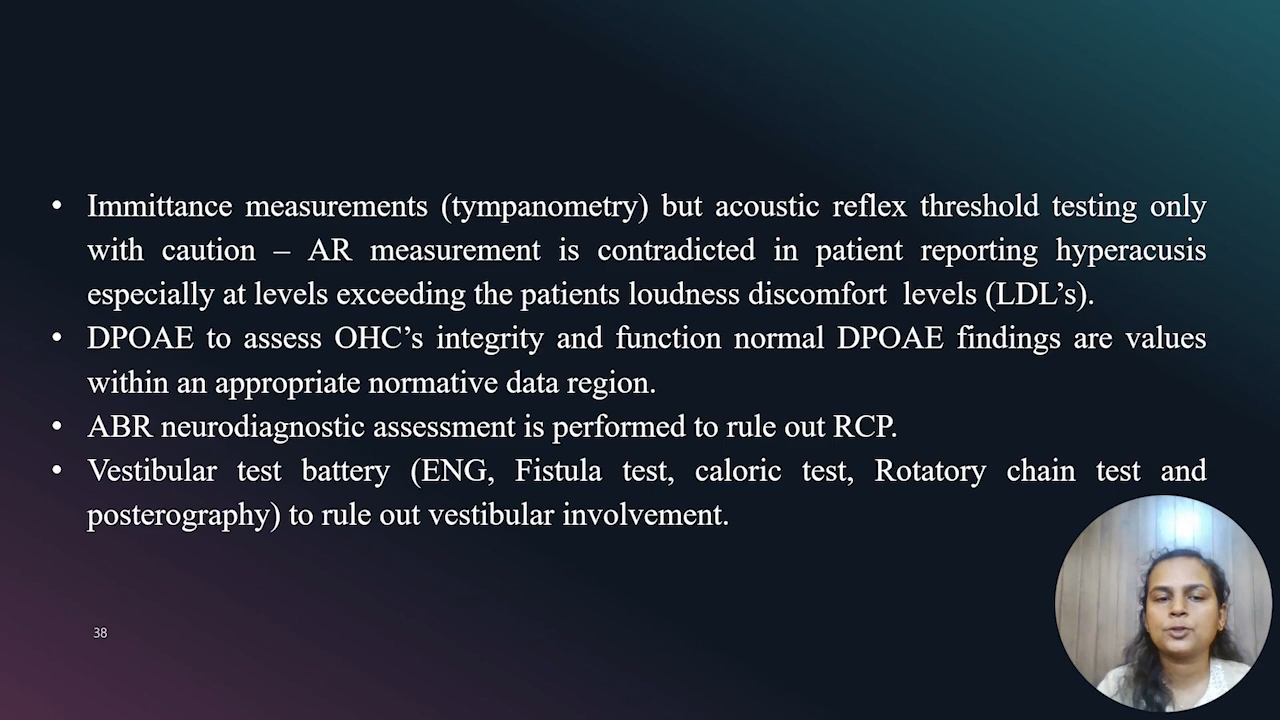 • Immittance measurements (tympanometry) but acoustic reflex threshold testing only
with caution – AR measurement is contradicted in patient reporting hyperacusis
especially at levels exceeding the patients loudness discomfort levels (LDL’s).
• DPOAE to assess OHC’s integrity and function normal DPOAE findings are values
within an appropriate normative data region.
• ABR neurodiagnostic assessment is performed to rule out RCP.
• Vestibular test battery (ENG, Fistula test, caloric test, Rotatory chain test and
posterography) to rule out vestibular involvement.
38